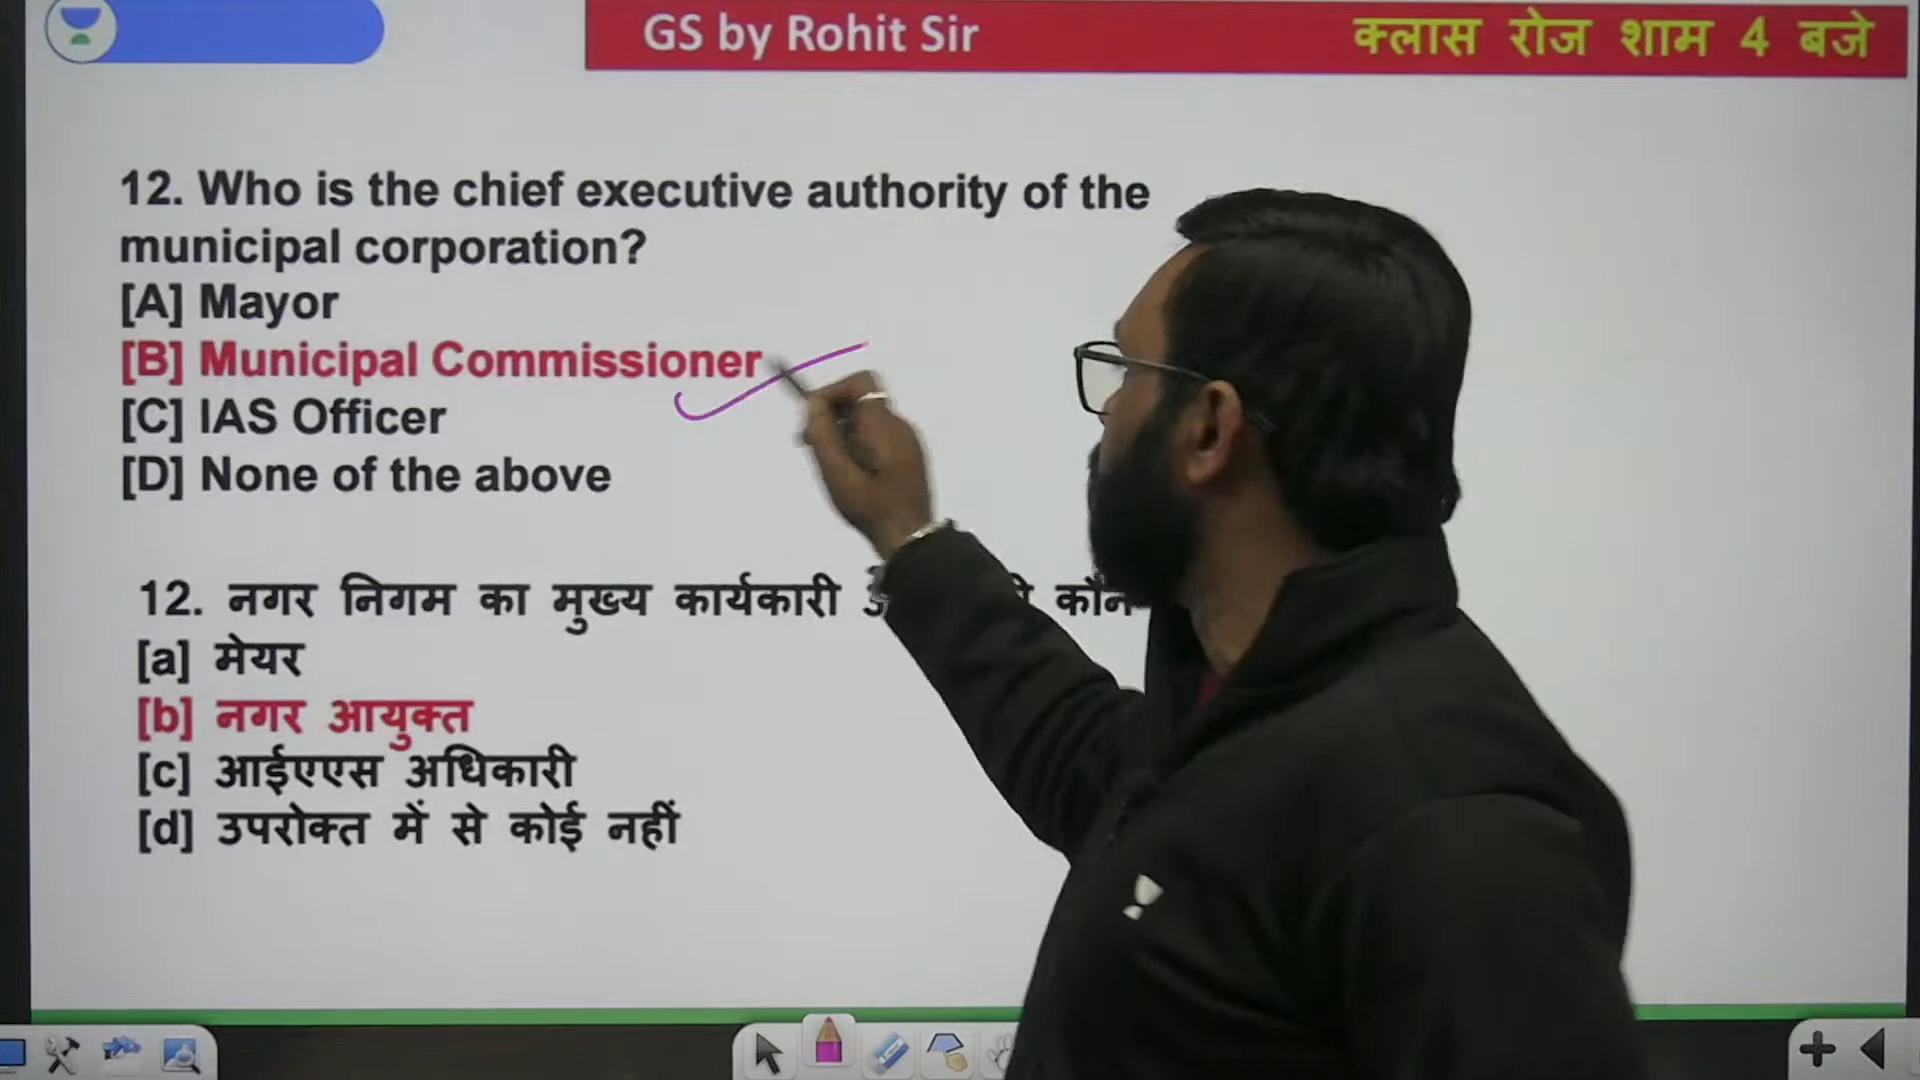 GS by Rohit Sir
क्लास रोज शाम 4 बजे
12. Who is the chief executive authority of the
municipal corporation?
[A] Mayor
[B] Municipal Commissioner
[C] IAS Officer
[D] None of the above
12. नगर निगम का मुख्य कार्यकारी कौन
[a] मेयर
[b] नगर आयुक्त
[c] आईएएस अधिकारी
[d] उपरोक्त में से कोई नहीं